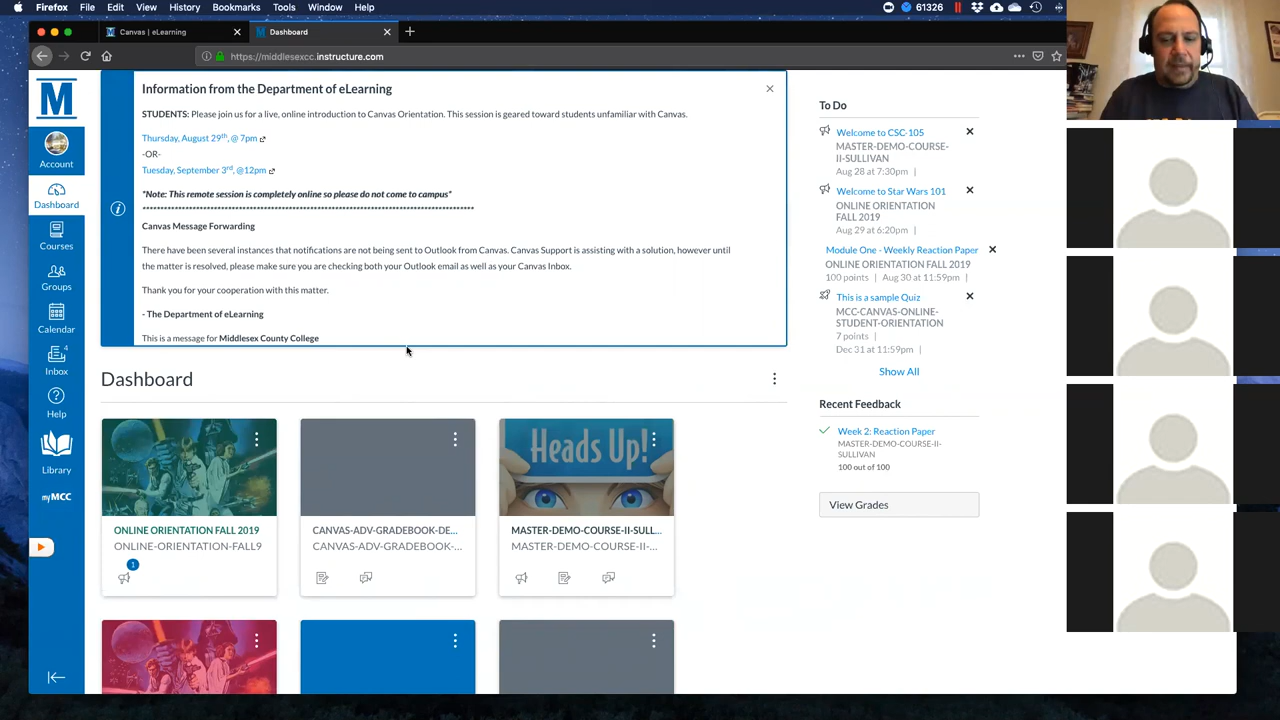 Firefox File Edit View History Bookmarks Tools Window Help 61326
Canvas | eLearning
Dashboard
https://middlesexcc.instructure.com
M
Account
Dashboard
Courses
Groups
Calendar
4
Inbox
Help
Library
myMCC
Information from the Department of eLearning
STUDENTS: Please join us for a live, online introduction to Canvas Orientation. This session is geared toward students unfamiliar with Canvas.
Thursday, August 29th, @ 7pm
-OR-
Tuesday, September 3rd, @12pm
*Note: This remote session is completely online so please do not come to campus*
Canvas Message Forwarding
There have been several instances that notifications are not being sent to Outlook from Canvas. Canvas Support is assisting with a solution, however until
the matter is resolved, please make sure you are checking both your Outlook email as well as your Canvas Inbox.
Thank you for your cooperation with this matter.
- The Department of eLearning
This is a message for Middlesex County College
Dashboard
Heads Up!
ONLINE ORIENTATION FALL 2019
ONLINE-ORIENTATION-FALL9
1
CANVAS-ADV-GRADEBOOK-DE...
CANVAS-ADV-GRADEBOOK-...
MASTER-DEMO-COURSE-II-SULL...
MASTER-DEMO-COURSE-II-...
To Do
Welcome to CSC-105
MASTER-DEMO-COURSE-
II-SULLIVAN
Aug 28 at 7:30pm |
Welcome to Star Wars 101
ONLINE ORIENTATION
FALL 2019
Aug 29 at 6:20pm |
Module One - Weekly Reaction Paper
ONLINE ORIENTATION FALL 2019
100 points | Aug 30 at 11:59pm |
This is a sample Quiz
MCC-CANVAS-ONLINE-
STUDENT-ORIENTATION
7 points |
Dec 31 at 11:59pm |
Show All
Recent Feedback
Week 2: Reaction Paper
MASTER-DEMO-COURSE-II-
SULLIVAN
100 out of 100
View Grades